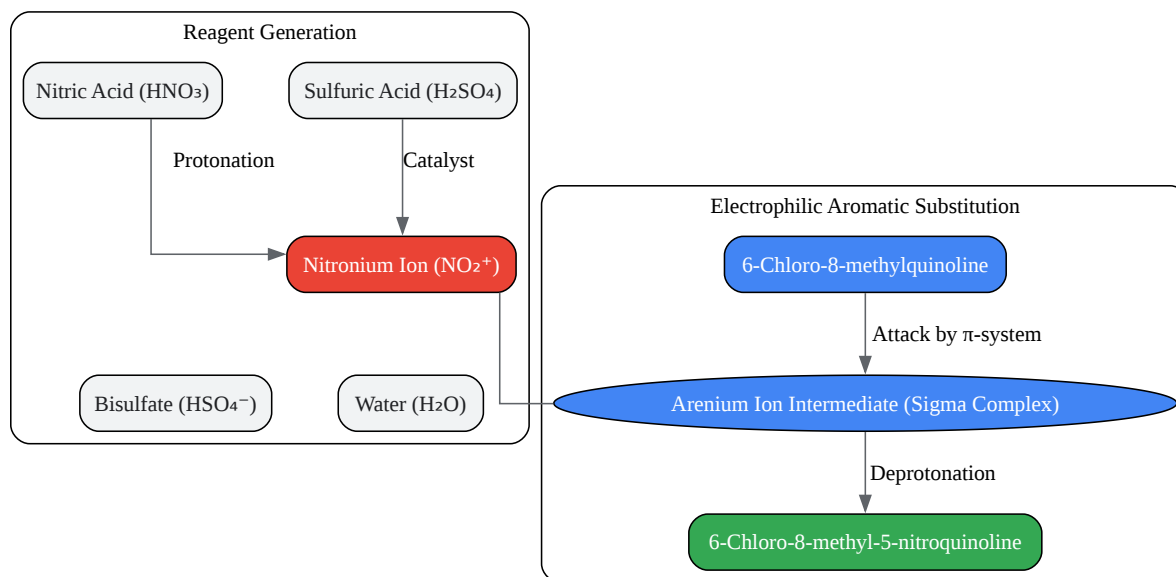 Reagent Generation
Nitric Acid (HNO₃)
Sulfuric Acid (H₂SO₄)
Protonation
Catalyst
Nitronium Ion (NO₂⁺)
Bisulfate (HSO₄⁻)
Water (H₂O)
Electrophilic Aromatic Substitution
6-Chloro-8-methylquinoline
Attack by π-system
Arenium Ion Intermediate (Sigma Complex)
Deprotonation
6-Chloro-8-methyl-5-nitroquinoline